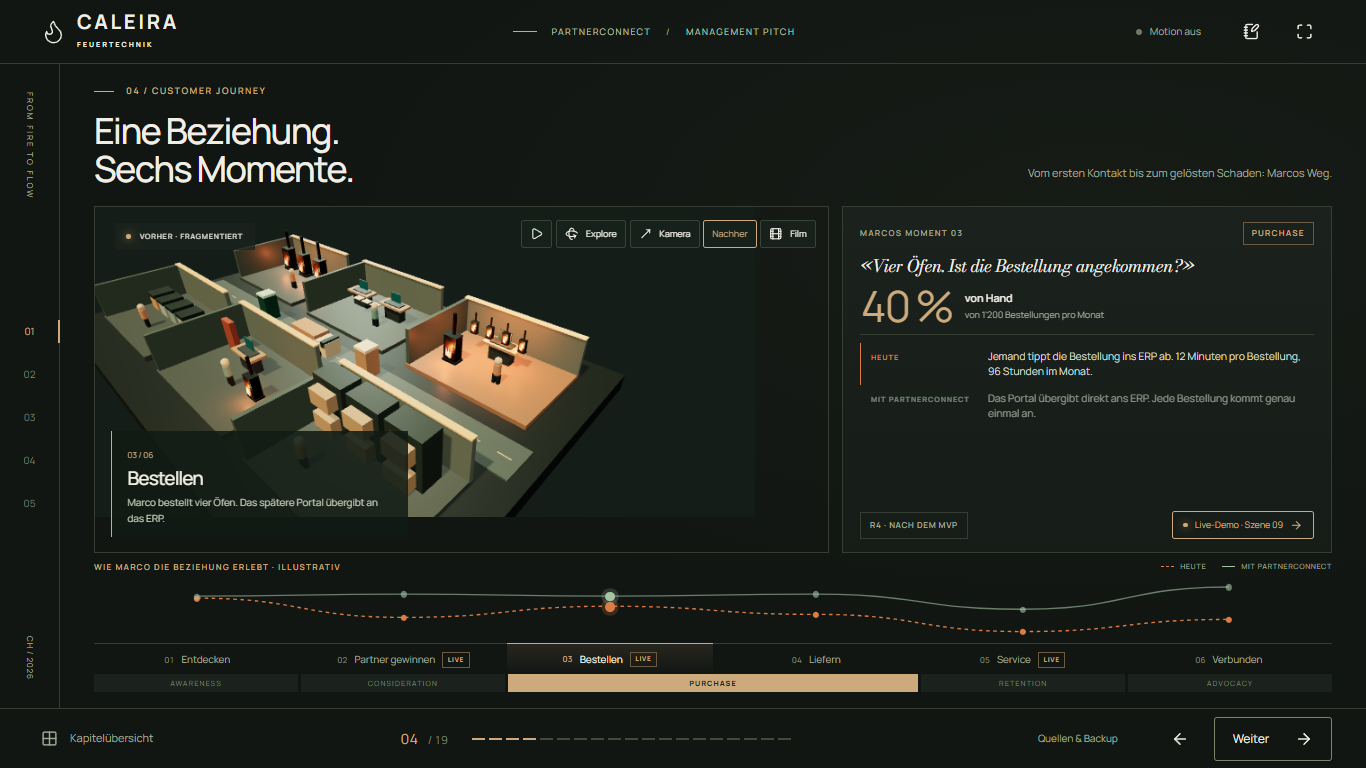 CALEIRA
FEUERTECHNIK
PARTNERCONNECT / MANAGEMENT PITCH
Motion aus
FROM FIRE TO FLOW
01
02
03
04
05
CH / 2026
04 / CUSTOMER JOURNEY
Eine Beziehung.
Sechs Momente.
Vom ersten Kontakt bis zum gelösten Schaden: Marcos Weg.
VORHER · FRAGMENTIERT
Explore
Kamera
Nachher
Film
03 / 06
Bestellen
Marco bestellt vier Öfen. Das spätere Portal übergibt an
das ERP.
MARCOS MOMENT 03
PURCHASE
«Vier Öfen. Ist die Bestellung angekommen?»
40 %
von Hand
von 1'200 Bestellungen pro Monat
HEUTE
Jemand tippt die Bestellung ins ERP ab. 12 Minuten pro Bestellung,
96 Stunden im Monat.
MIT PARTNERCONNECT
Das Portal übergibt direkt ans ERP. Jede Bestellung kommt genau
einmal an.
R4 · NACH DEM MVP
Live-Demo · Szene 09
WIE MARCO DIE BEZIEHUNG ERLEBT · ILLUSTRATIV
HEUTE
MIT PARTNERCONNECT
01 Entdecken
02 Partner gewinnen LIVE
03 Bestellen LIVE
04 Liefern
05 Service LIVE
06 Verbunden
AWARENESS
CONSIDERATION
PURCHASE
RETENTION
ADVOCACY
Kapitelübersicht
04 / 19
Quellen & Backup
Weiter